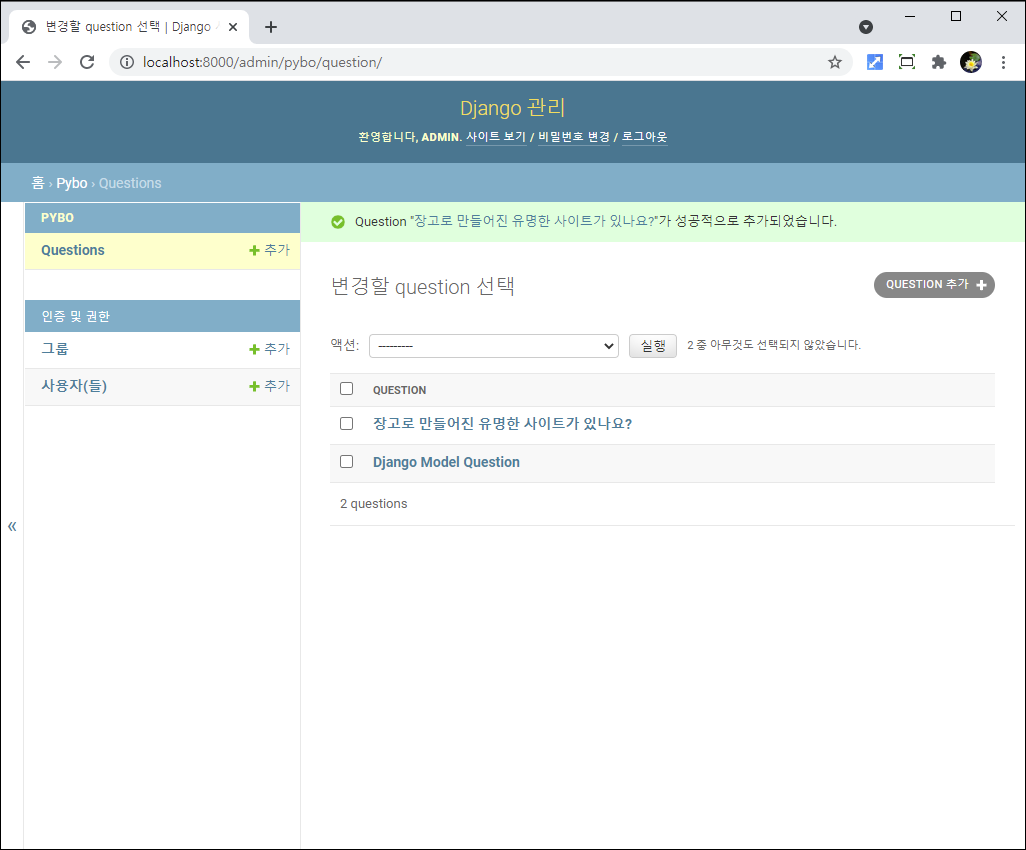 변경할 question 선택 | Django
localhost:8000/admin/pybo/question/
Django 관리
환영합니다, ADMIN. 사이트 보기 / 비밀번호 변경 / 로그아웃
홈 › Pybo › Questions
PYBO
Questions + 추가
인증 및 권한
그룹 + 추가
사용자(들) + 추가
«
Question "장고로 만들어진 유명한 사이트가 있나요?"가 성공적으로 추가되었습니다.
변경할 question 선택
QUESTION 추가 +
액션: --------- 실행 2 중 아무것도 선택되지 않았습니다.
QUESTION
장고로 만들어진 유명한 사이트가 있나요?
Django Model Question
2 questions